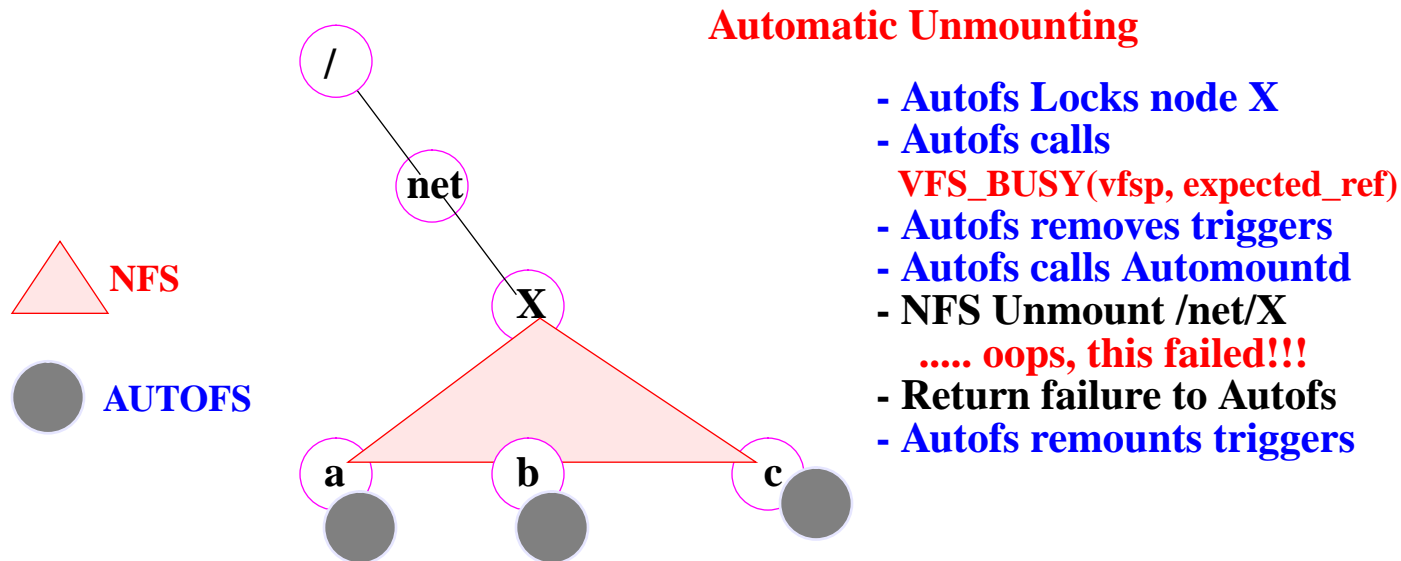 Automatic Unmounting
/
net
X
a
b
c
NFS
AUTOFS
- Autofs Locks node X
- Autofs calls
VFS_BUSY(vfsp, expected_ref)
- Autofs removes triggers
- Autofs calls Automountd
- NFS Unmount /net/X
..... oops, this failed!!!
- Return failure to Autofs
- Autofs remounts triggers